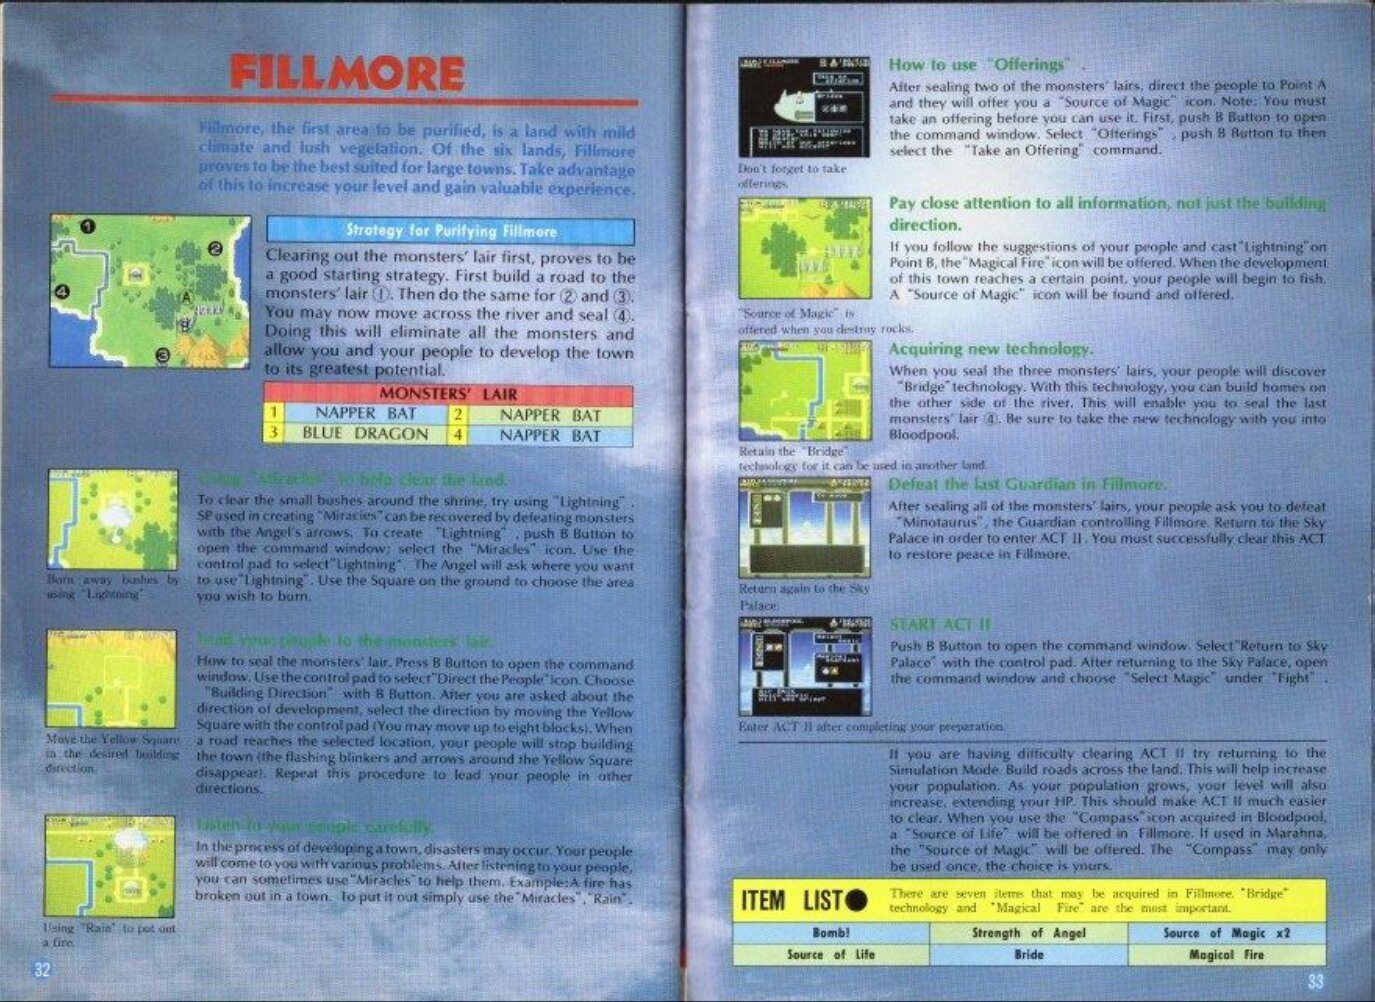 FILLMORE
Fillmore, the first area to be purified, is a land with mild
climate and lush vegetation. Of the six lands, Fillmore
proves to be the best suited for large towns. Take advantage
of this to increase your level and gain valuable experience.
1
2
4
A
B
3
Strategy for Purifying Fillmore
Clearing out the monsters' lair first, proves to be
a good starting strategy. First build a road to the
monsters' lair ①. Then do the same for ② and ③.
You may now move across the river and seal ④.
Doing this will eliminate all the monsters and
allow you and your people to develop the town
to its greatest potential.
MONSTERS' LAIR
1 NAPPER BAT 2 NAPPER BAT
3 BLUE DRAGON 4 NAPPER BAT
Using "Miracles" to help clear the land.
To clear the small bushes around the shrine, try using "Lightning".
SP used in creating "Miracies" can be recovered by defeating monsters
with the Angel's arrows. To create "Lightning", push B Button to
open the command window; select the "Miracles" icon. Use the
control pad to select "Lightning". The Angel will ask where you want
to use "Lightning". Use the Square on the ground to choose the area
you wish to burn.
Burn away bushes by
using "Lightning"
Lead your people to the monsters' lair.
How to seal the monsters' lair. Press B Button to open the command
window. Use the control pad to select "Direct the People" icon. Choose
"Building Direction" with B Button. After you are asked about the
direction of development, select the direction by moving the Yellow
Square with the control pad (You may move up to eight blocks). When
a road reaches the selected location, your people will stop building
the town (the flashing blinkers and arrows around the Yellow Square
disappear). Repeat this procedure to lead your people in other
directions.
Move the Yellow Square
in the desired building
direction.
Listen to your people carefully.
In the process of developing a town, disasters may occur. Your people
will come to you with various problems. After listening to your people,
you can sometimes use "Miracles" to help them. Example: A fire has
broken out in a town. To put it out simply use the "Miracles", "Rain".
Using "Rain" to put out
a fire.
32
How to use "Offerings".
After sealing two of the monsters' lairs, direct the people to Point A
and they will offer you a "Source of Magic" icon. Note: You must
take an offering before you can use it. First, push B Button to open
the command window. Select "Offerings", push B Button to then
select the "Take an Offering" command.
Don't forget to take
offerings.
Pay close attention to all information, not just the building
direction.
If you follow the suggestions of your people and cast "Lightning" on
Point B, the "Magical Fire" icon will be offered. When the development
of this town reaches a certain point, your people will begin to fish.
A "Source of Magic" icon will be found and offered.
"Source of Magic" is
offered when you destroy rocks.
Acquiring new technology.
When you seal the three monsters' lairs, your people will discover
"Bridge" technology. With this technology, you can build homes on
the other side of the river. This will enable you to seal the last
monsters' lair ④. Be sure to take the new technology with you into
Bloodpool.
Retain the "Bridge"
technology for it can be used in another land.
Defeat the last Guardian in Fillmore.
After sealing all of the monsters' lairs, your people ask you to defeat
"Minotaurus", the Guardian controlling Fillmore. Return to the Sky
Palace in order to enter ACT II. You must successfully clear this ACT
to restore peace in Fillmore.
Return again to the Sky
Palace.
START ACT II
Push B Button to open the command window. Select "Return to Sky
Palace" with the control pad. After returning to the Sky Palace, open
the command window and choose "Select Magic" under "Fight".
Enter ACT II after completing your preparation.
If you are having difficulty clearing ACT II try returning to the
Simulation Mode. Build roads across the land. This will help increase
your population. As your population grows, your level will also
increase, extending your HP. This should make ACT II much easier
to clear. When you use the "Compass" icon acquired in Bloodpool,
a "Source of Life" will be offered in Fillmore. If used in Marahna,
the "Source of Magic" will be offered. The "Compass" may only
be used once, the choice is yours.
ITEM LIST●
There are seven items that may be acquired in Fillmore. "Bridge"
technology and "Magical Fire" are the most important.
Bomb! Strength of Angel Source of Magic x2
Source of Life Bride Magical Fire
33